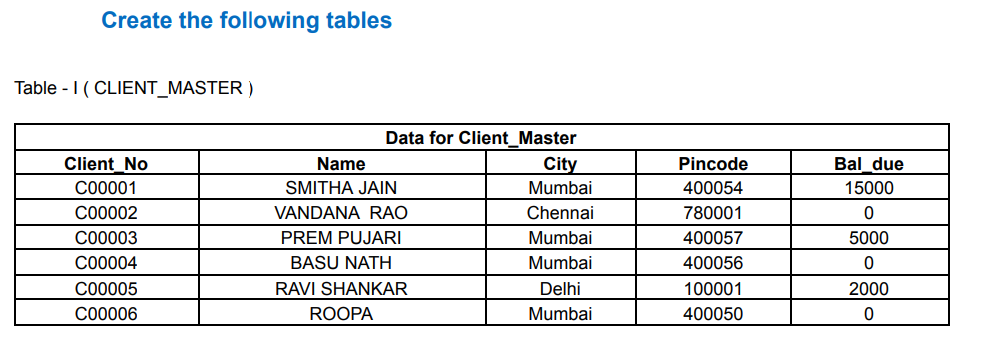 Create the following tables
Table - I ( CLIENT_MASTER )
Data for Client_Master
Client_No Name City Pincode Bal_due
C00001 SMITHA JAIN Mumbai 400054 15000
C00002 VANDANA  RAO Chennai 780001 0
C00003 PREM PUJARI Mumbai 400057 5000
C00004 BASU NATH Mumbai 400056 0
C00005 RAVI SHANKAR Delhi 100001 2000
C00006 ROOPA Mumbai 400050 0